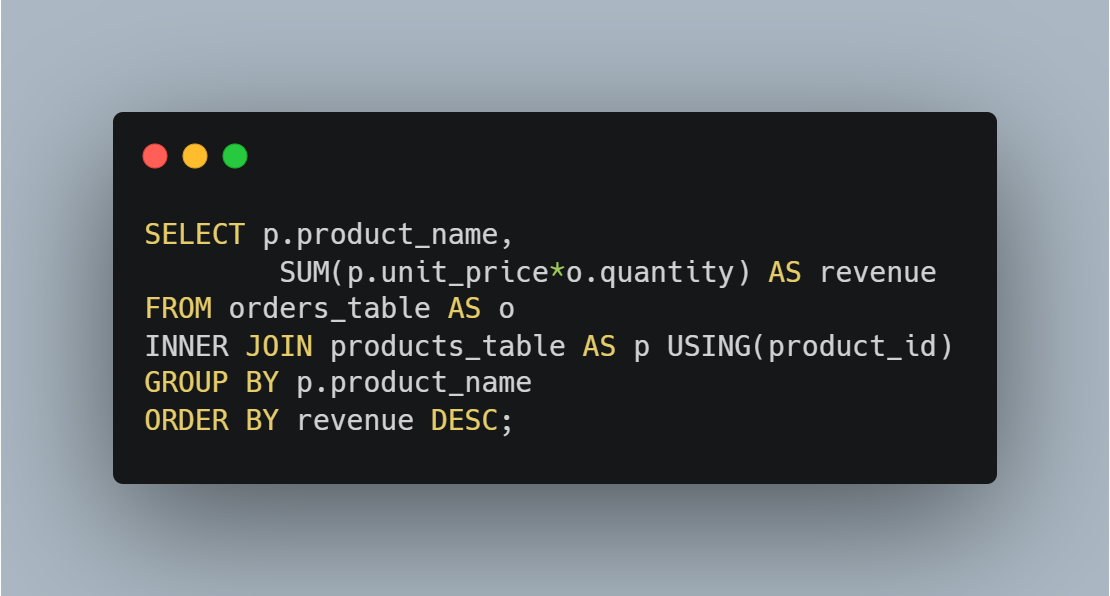 SELECT p.product_name,
        SUM(p.unit_price*o.quantity) AS revenue
FROM orders_table AS o
INNER JOIN products_table AS p USING(product_id)
GROUP BY p.product_name
ORDER BY revenue DESC;